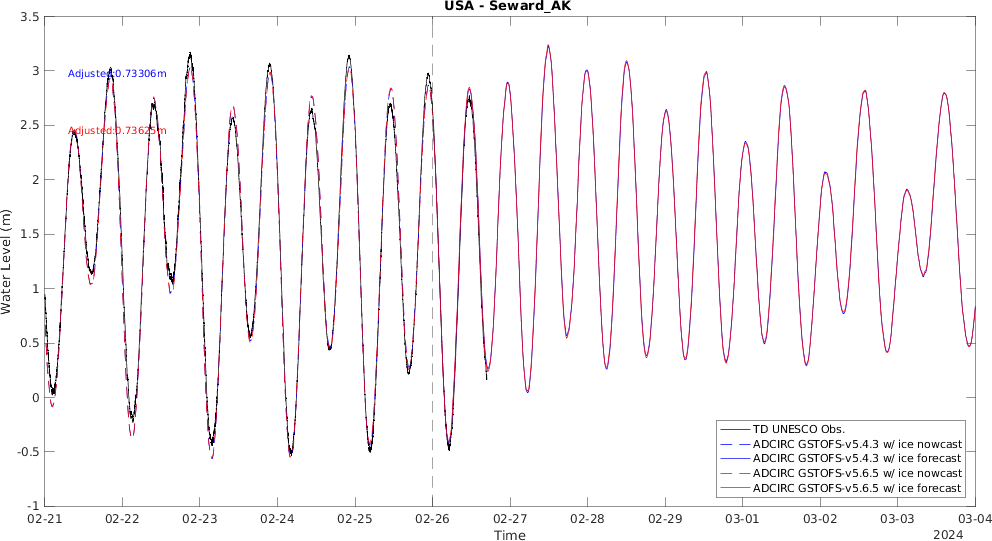 USA - Seward_AK
3.5
3
2.5
2
1.5
1
0.5
0
-0.5
-1
Water Level (m)
Adjusted:0.73306m
Adjusted:0.73625m
TD UNESCO Obs.
ADCIRC GSTOFS-v5.4.3 w/ ice nowcast
ADCIRC GSTOFS-v5.4.3 w/ ice forecast
ADCIRC GSTOFS-v5.6.5 w/ ice nowcast
ADCIRC GSTOFS-v5.6.5 w/ ice forecast
02-21 02-22 02-23 02-24 02-25 02-26 02-27 02-28 02-29 03-01 03-02 03-03 03-04
Time
2024